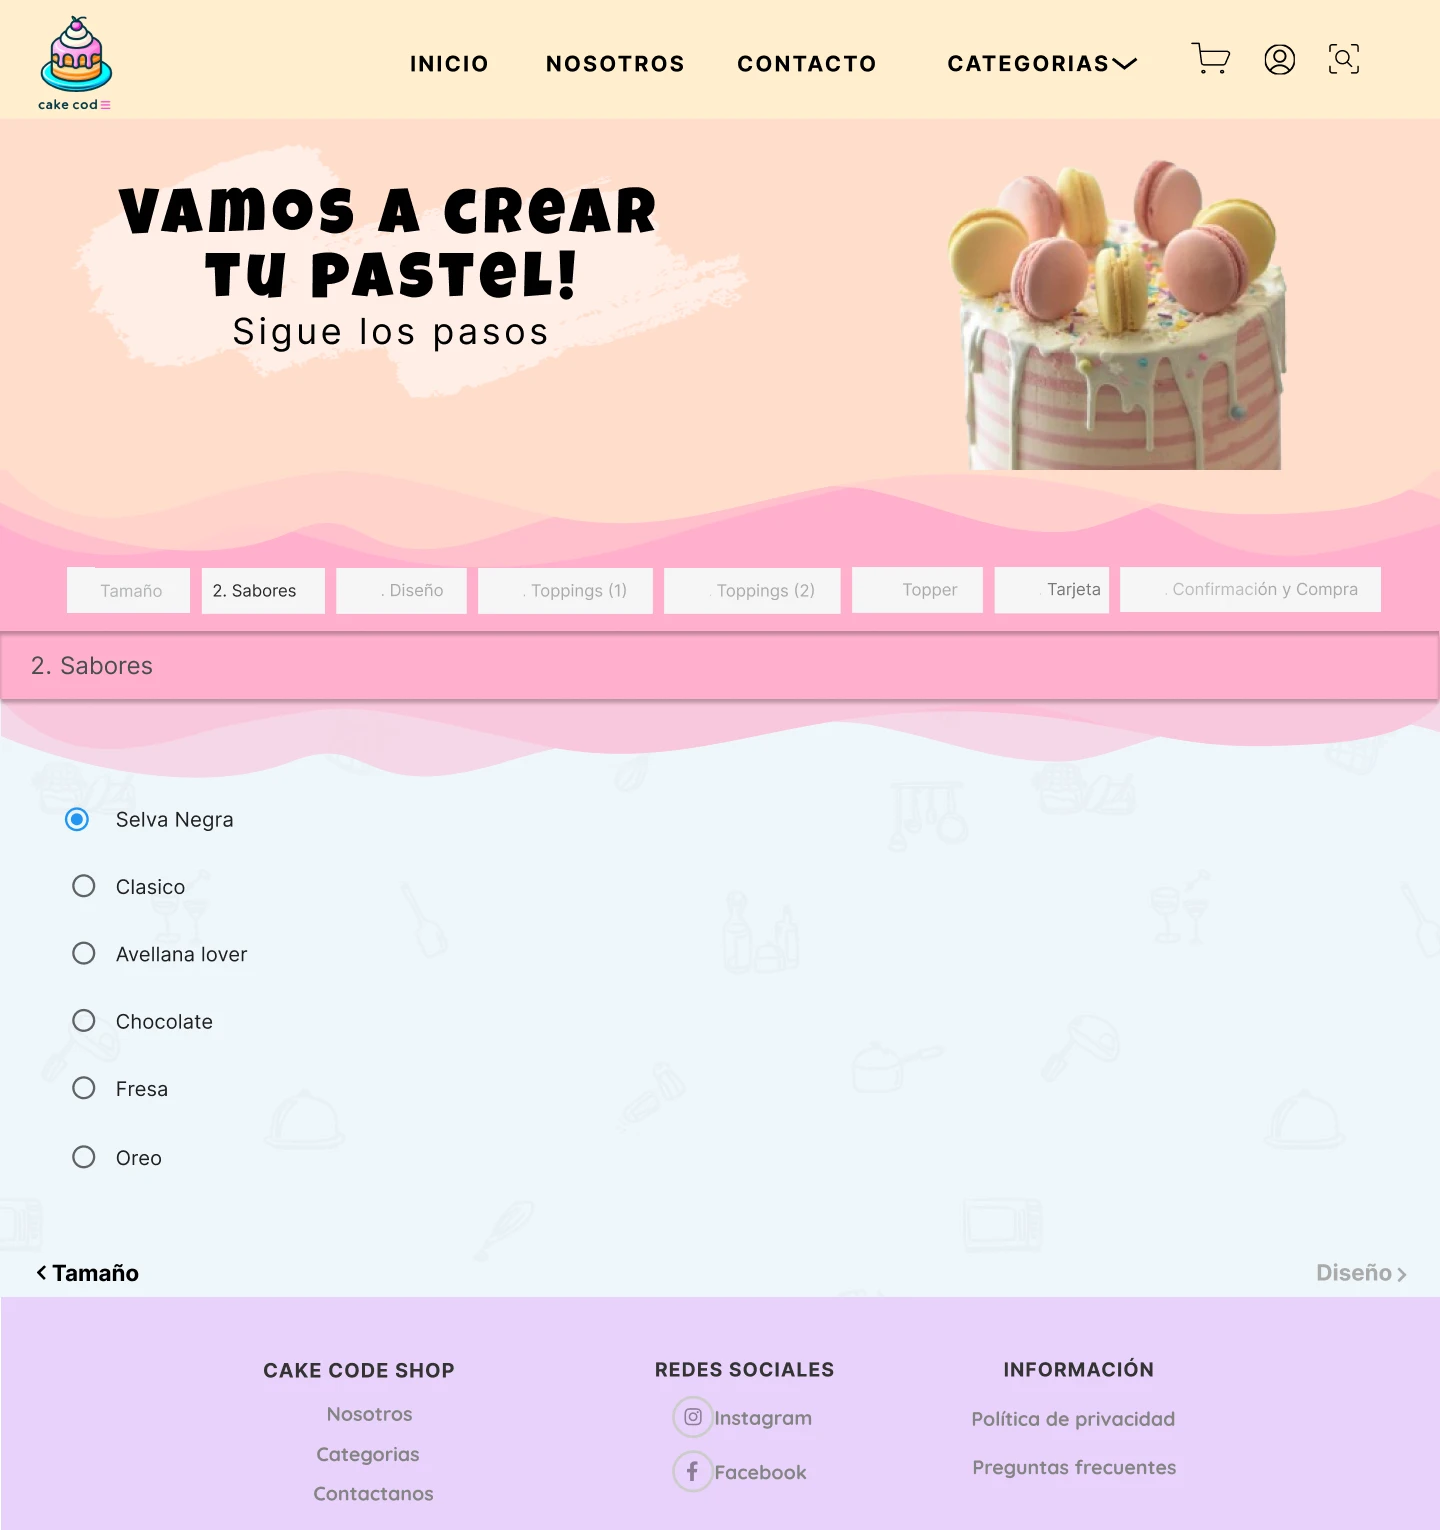 cake cod
INICIO NOSOTROS CONTACTO CATEGORIAS
VAMOS A CREAR
TU PASTEL!
Sigue los pasos
Tamaño 2. Sabores . Diseño . Toppings (1) . Toppings (2) Topper . Tarjeta . Confirmación y Compra
2. Sabores
Selva Negra
Clasico
Avellana lover
Chocolate
Fresa
Oreo
Tamaño Diseño
CAKE CODE SHOP
Nosotros
Categorias
Contactanos
REDES SOCIALES
Instagram
Facebook
INFORMACIÓN
Política de privacidad
Preguntas frecuentes